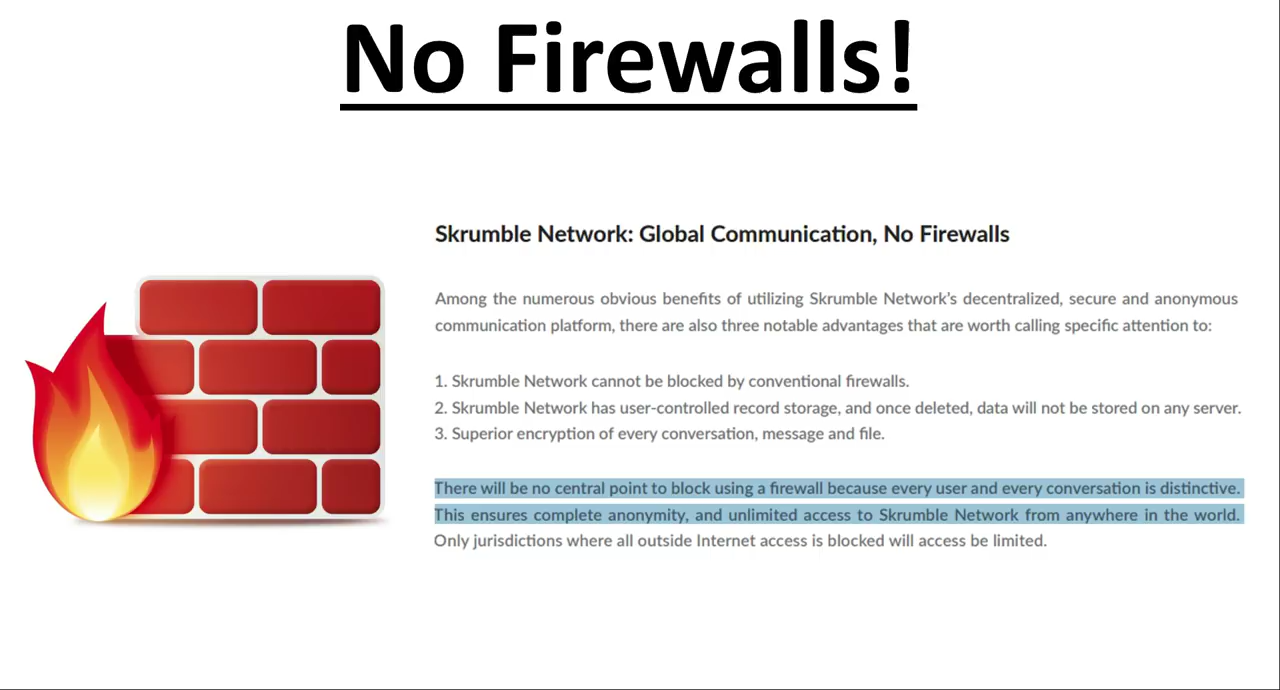 No Firewalls!
Skrumble Network: Global Communication, No Firewalls
Among the numerous obvious benefits of utilizing Skrumble Network’s decentralized, secure and anonymous
communication platform, there are also three notable advantages that are worth calling specific attention to:
1. Skrumble Network cannot be blocked by conventional firewalls.
2. Skrumble Network has user-controlled record storage, and once deleted, data will not be stored on any server.
3. Superior encryption of every conversation, message and file.
There will be no central point to block using a firewall because every user and every conversation is distinctive.
This ensures complete anonymity, and unlimited access to Skrumble Network from anywhere in the world.
Only jurisdictions where all outside Internet access is blocked will access be limited.